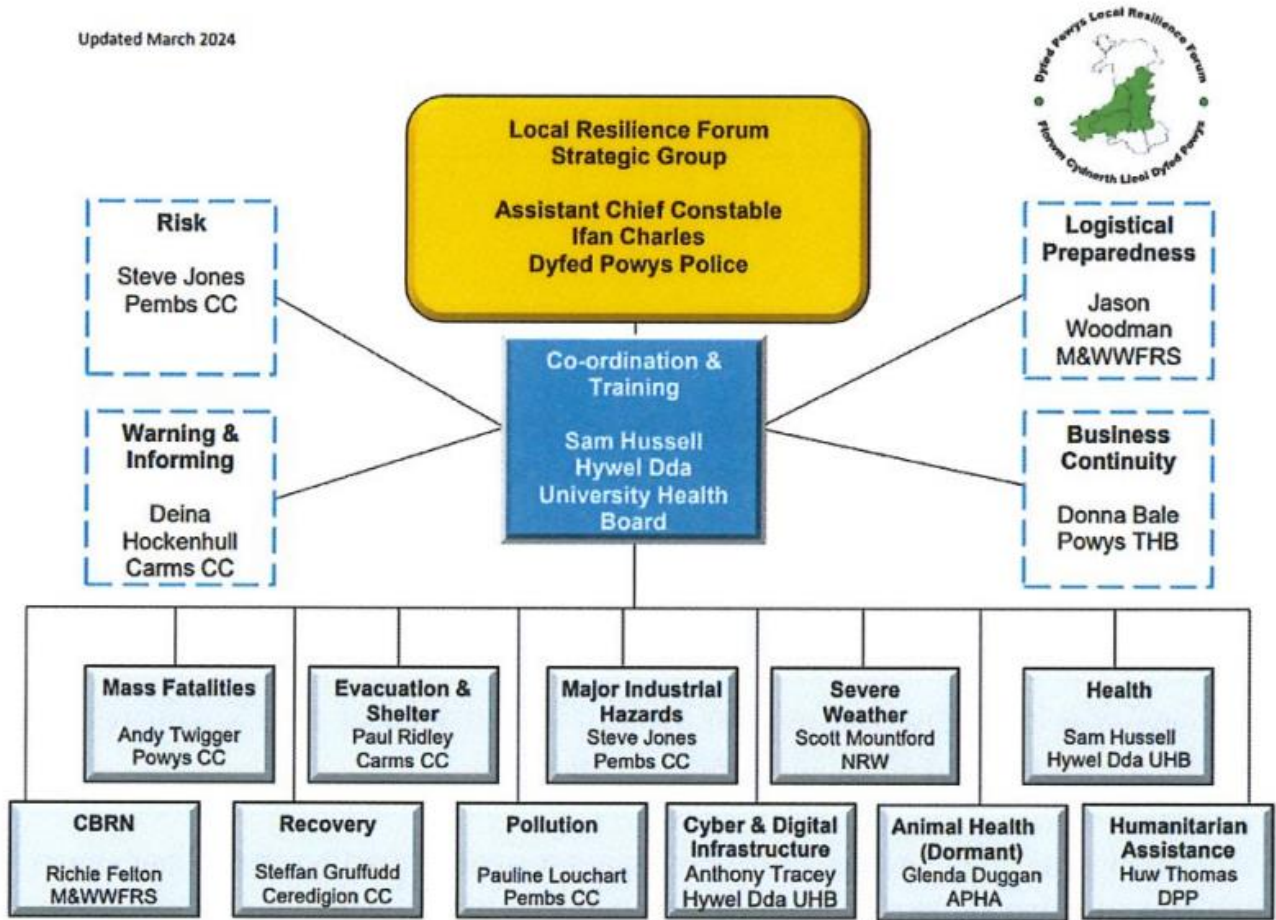 Updated March 2024
Dyfed Powys Local Resilience Forum
Fforwm Cydnerth Lleol Dyfed Powys
Local Resilience Forum
Strategic Group
Assistant Chief Constable
Ifan Charles
Dyfed Powys Police
Risk
Steve Jones
Pembs CC
Logistical
Preparedness
Jason
Woodman
M&WWFRS
Co-ordination &
Training
Sam Hussell
Hywel Dda
University Health
Board
Warning &
Informing
Deina
Hockenhull
Carms CC
Business
Continuity
Donna Bale
Powys THB
Mass Fatalities
Andy Twigger
Powys CC
Evacuation &
Shelter
Paul Ridley
Carms CC
Major Industrial
Hazards
Steve Jones
Pembs CC
Severe
Weather
Scott Mountford
NRW
Health
Sam Hussell
Hywel Dda UHB
CBRN
Richie Felton
M&WWFRS
Recovery
Steffan Gruffudd
Ceredigion CC
Pollution
Pauline Louchart
Pembs CC
Cyber & Digital
Infrastructure
Anthony Tracey
Hywel Dda UHB
Animal Health
(Dormant)
Glenda Duggan
APHA
Humanitarian
Assistance
Huw Thomas
DPP